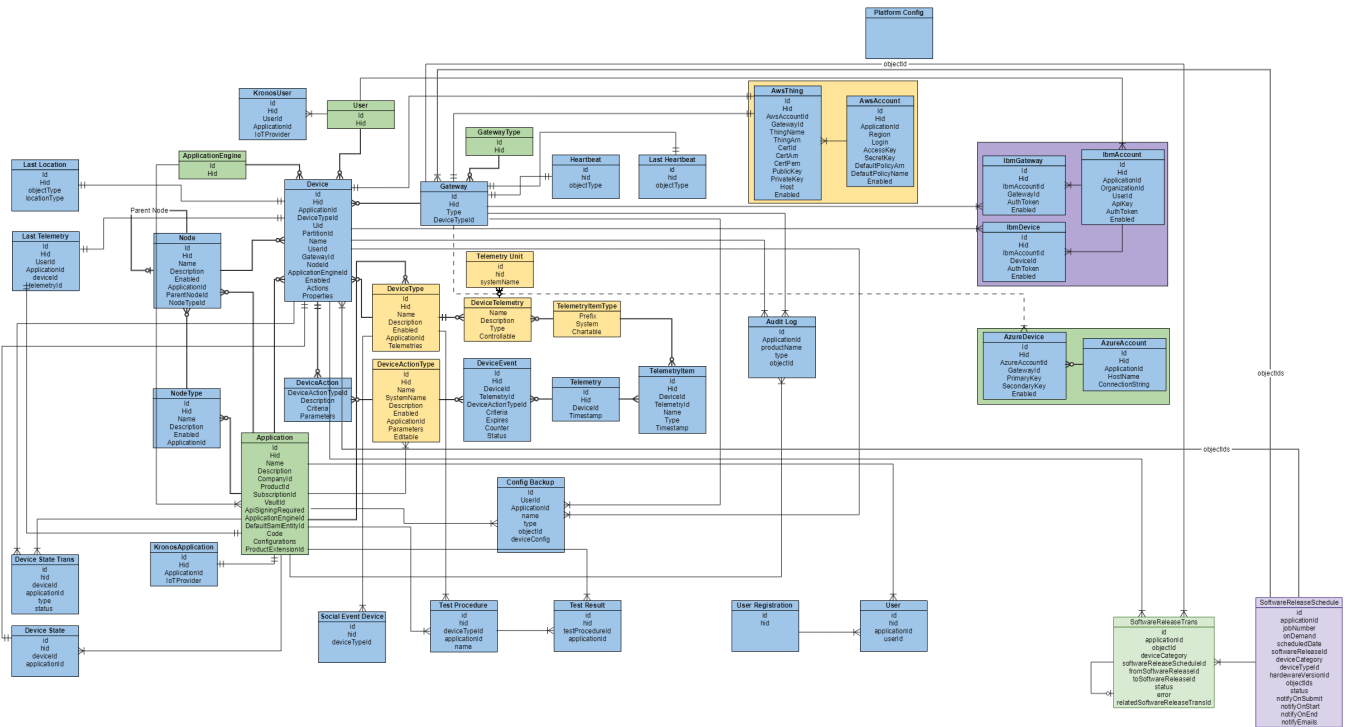 Platform Config
objectId
KronosUser
Id
Hid
UserId
ApplicationId
IoTProvider
User
Id
Hid
AwsThing
Id
Hid
AwsAccountId
GatewayId
ThingName
ThingArn
CertId
CertArn
CertPem
PublicKey
PrivateKey
Host
Enabled
AwsAccount
Id
Hid
ApplicationId
Region
Login
AccessKey
SecretKey
DefaultPolicyArn
DefaultPolicyName
Enabled
GatewayType
Id
Hid
ApplicationEngine
Id
Hid
Last Location
Id
Hid
objectType
locationType
Heartbeat
id
hid
objectType
Last Heartbeat
id
hid
objectType
IbmGateway
Id
Hid
IbmAccountId
GatewayId
AuthToken
Enabled
IbmAccount
Id
Hid
ApplicationId
OrganizationId
UserId
ApiKey
AuthToken
Enabled
IbmDevice
Id
Hid
IbmAccountId
DeviceId
AuthToken
Enabled
Device
Id
Hid
ApplicationId
DeviceTypeId
Uid
PartitionId
Name
UserId
GatewayId
NodeId
ApplicationEngineId
Enabled
Actions
Properties
Gateway
Id
Hid
Type
DeviceTypeId
Parent Node
Last Telemetry
Id
Hid
UserId
ApplicationId
deviceId
telemetryId
Node
Id
Hid
Name
Description
Enabled
ApplicationId
ParentNodeId
NodeTypeId
Telemetry Unit
id
hid
systemName
DeviceType
Id
Hid
Name
Description
Enabled
ApplicationId
Telemetries
DeviceTelemetry
Name
Description
Type
Controllable
TelemetryItemType
Prefix
System
Chartable
Audit Log
Id
ApplicationId
productName
type
objectId
AzureDevice
Id
Hid
AzureAccountId
GatewayId
PrimaryKey
SecondaryKey
Enabled
AzureAccount
Id
Hid
ApplicationId
HostName
ConnectionString
objectIds
NodeType
Id
Hid
Name
Description
Enabled
ApplicationId
DeviceAction
DeviceActionTypeId
Description
Criteria
Parameters
DeviceActionType
Id
Hid
Name
SystemName
Description
Enabled
ApplicationId
Parameters
Editable
DeviceEvent
Id
Hid
DeviceId
TelemetryId
DeviceActionTypeId
Criteria
Expires
Counter
Status
Telemetry
Id
Hid
DeviceId
Timestamp
TelemetryItem
Id
Hid
DeviceId
TelemetryId
Name
Type
Timestamp
Application
Id
Hid
Name
Description
CompanyId
ProductId
SubscriptionId
VaultId
ApiSigningRequired
ApplicationEngineId
DefaultSamlEntityId
Code
Configurations
ProductExtensionId
objectIds
Config Backup
Id
UserId
ApplicationId
name
type
objectId
deviceConfig
Device State Trans
id
hid
deviceId
applicationId
type
status
KronosApplication
Id
Hid
ApplicationId
IoTProvider
Device State
id
hid
deviceId
applicationId
Social Event Device
id
hid
deviceTypeId
Test Procedure
id
hid
deviceTypeId
applicationId
name
Test Result
id
hid
testProcedureId
applicationId
User Registration
id
hid
User
id
hid
applicationId
userId
SoftwareReleaseTrans
id
applicationId
objectId
deviceCategory
softwareReleaseScheduleId
fromSoftwareReleaseId
toSoftwareReleaseId
status
error
relatedSoftwareReleaseTransId
SoftwareReleaseSchedule
id
applicationId
jobNumber
onDemand
scheduledDate
softwareReleaseId
deviceCategory
deviceTypeId
hardewareVersionId
objectIds
status
notifyOnSubmit
notifyOnStart
notifyOnEnd
notifyEmails